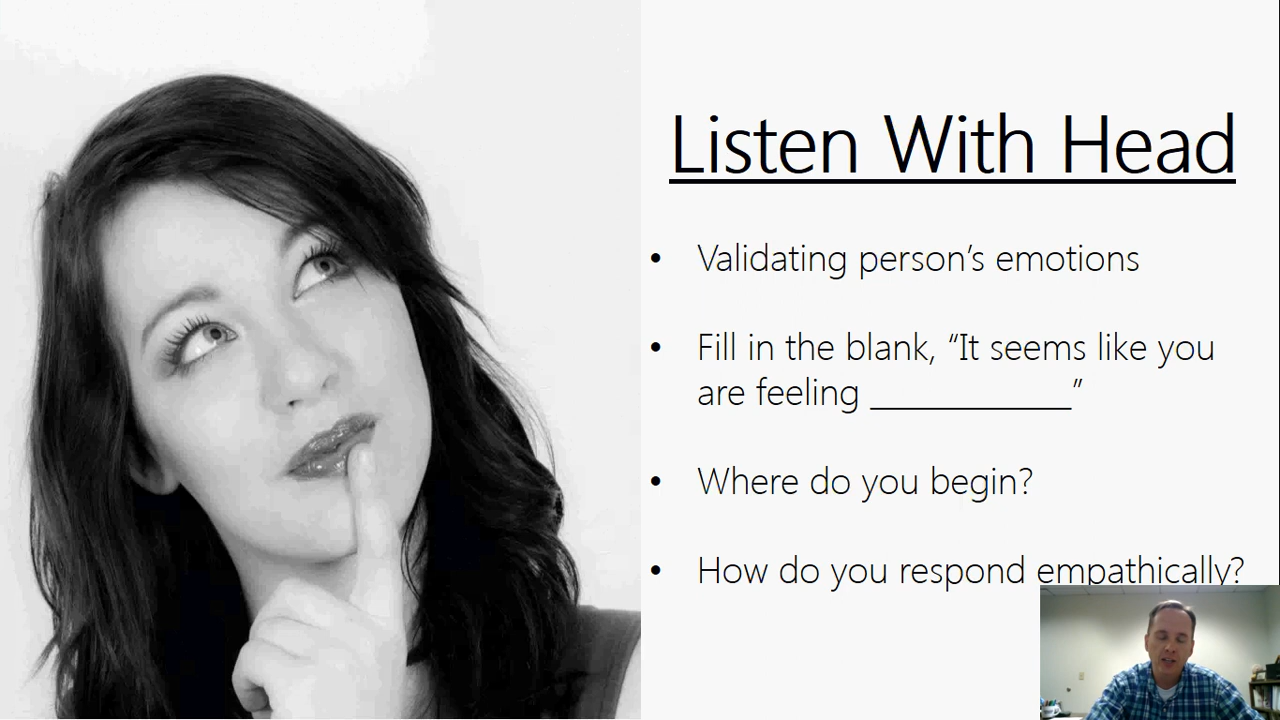 Listen With Head
• Validating person’s emotions
• Fill in the blank, “It seems like you
are feeling ____________”
• Where do you begin?
• How do you respond empathically?